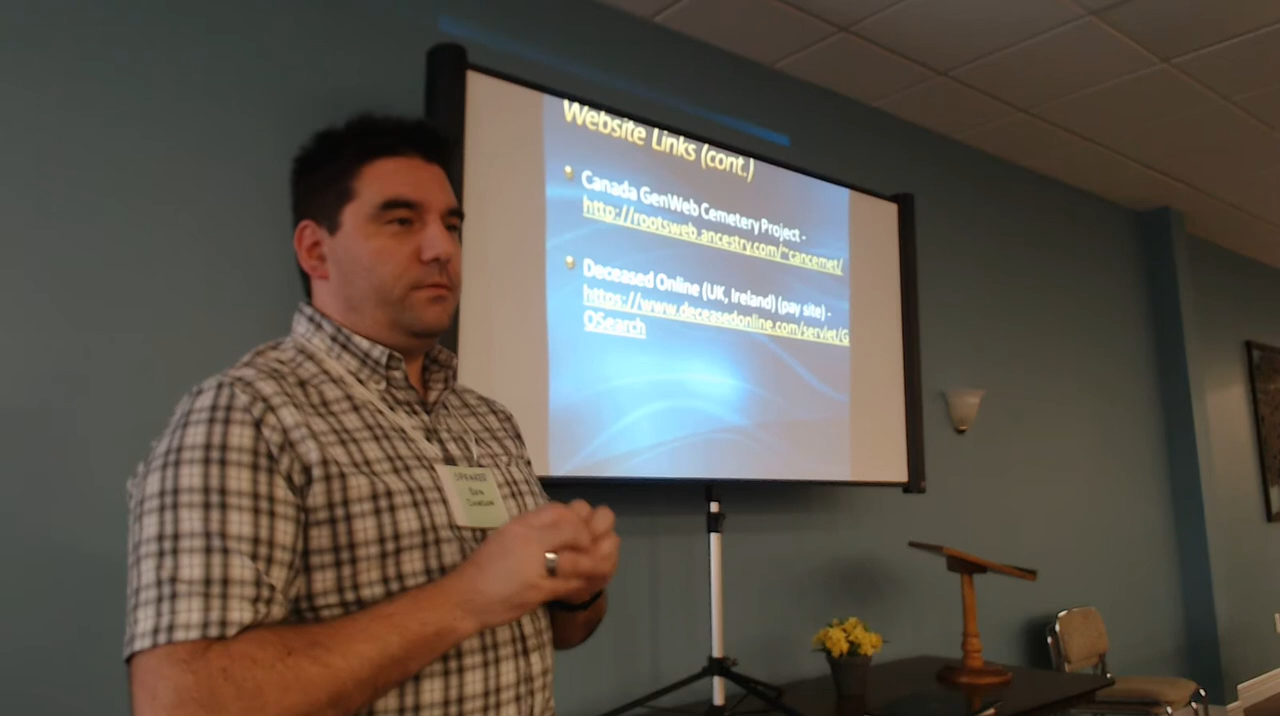 Website Links (cont.)
Canada GenWeb Cemetery Project -
http://rootsweb.ancestry.com/~cancemet/
Deceased Online (UK, Ireland) (pay site) -
https://www.deceasedonline.com/servlet/G
OSearch